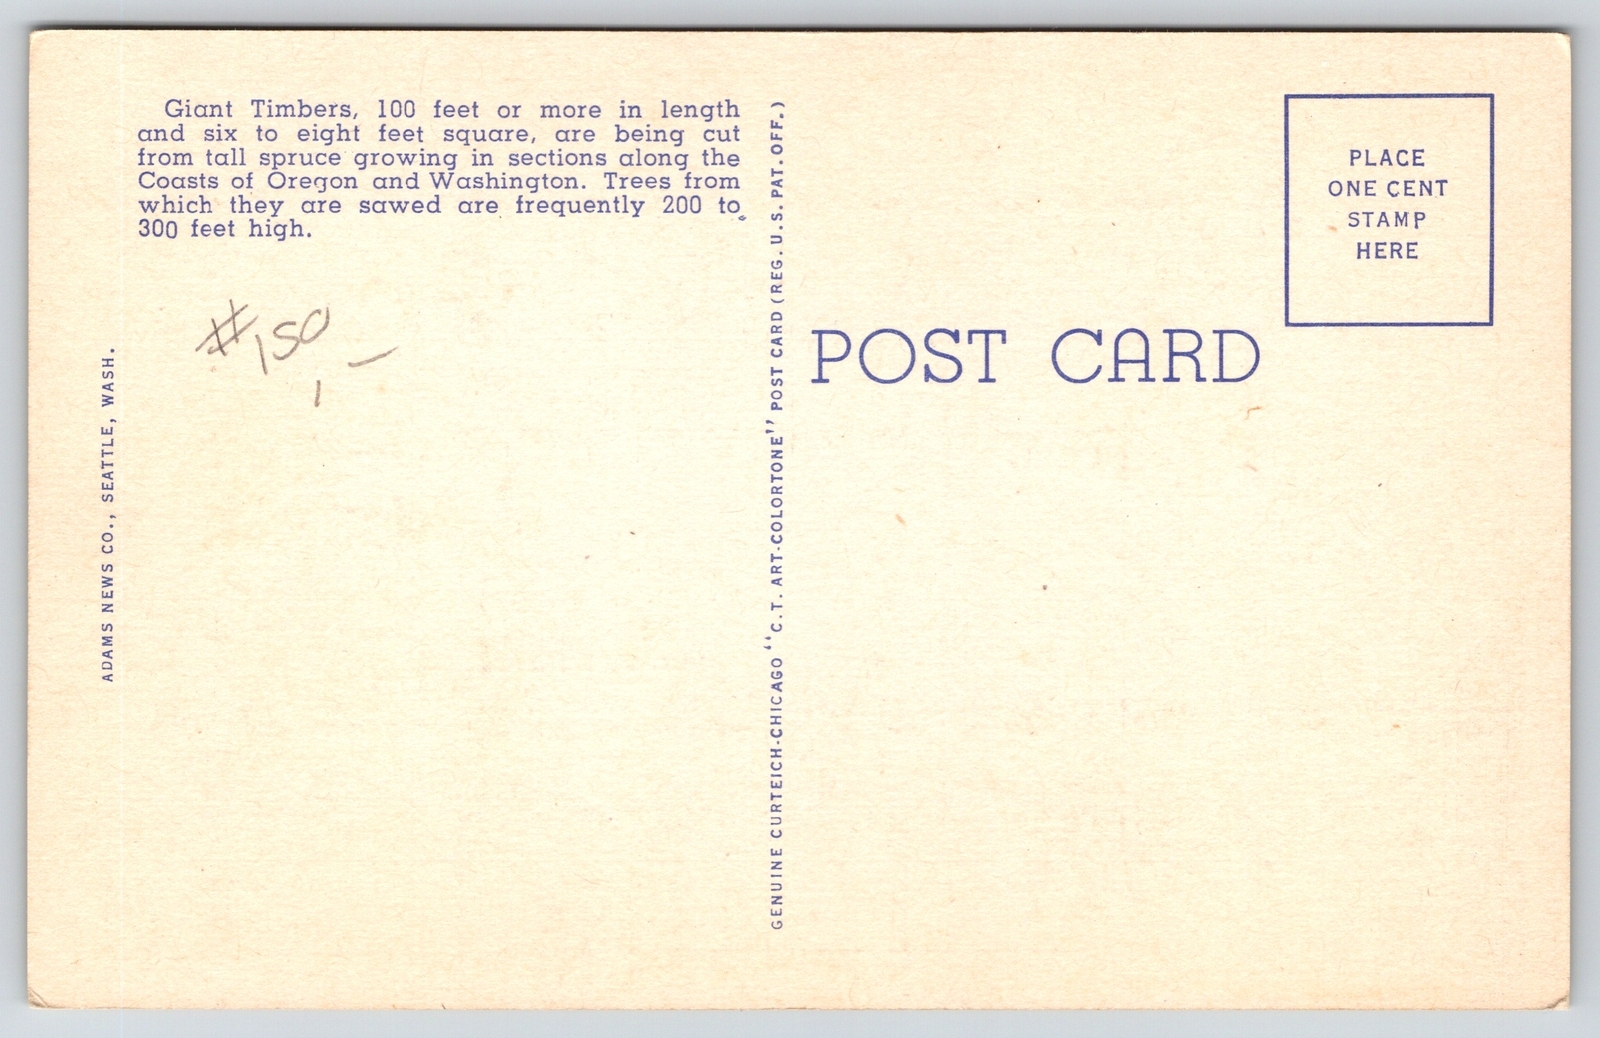 Giant Timbers, 100 feet or more in length
and six to eight feet square, are being cut
from tall spruce growing in sections along the
Coasts of Oregon and Washington. Trees from
which they are sawed are frequently 200 to
300 feet high.
#150
1 —
ADAMS NEWS CO., SEATTLE, WASH.
GENUINE CURTEICH-CHICAGO "C.T. ART-COLORTONE" POST CARD (REG. U.S. PAT. OFF.)
POST CARD
PLACE
ONE CENT
STAMP
HERE